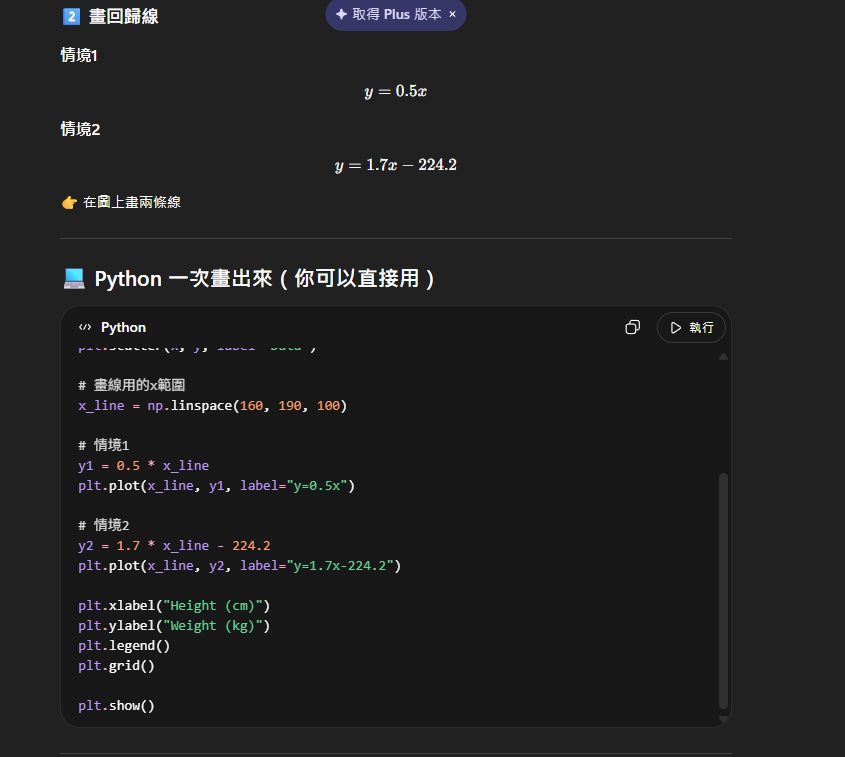 2 畫回歸線
取得 Plus 版本 ×
情境1
y = 0.5x
情境2
y = 1.7x − 224.2
在圖上畫兩條線
Python 一次畫出來（你可以直接用）
Python
執行
# 畫線用的x範圍
x_line = np.linspace(160, 190, 100)
# 情境1
y1 = 0.5 * x_line
plt.plot(x_line, y1, label="y=0.5x")
# 情境2
y2 = 1.7 * x_line - 224.2
plt.plot(x_line, y2, label="y=1.7x-224.2")
plt.xlabel("Height (cm)")
plt.ylabel("Weight (kg)")
plt.legend()
plt.grid()
plt.show()